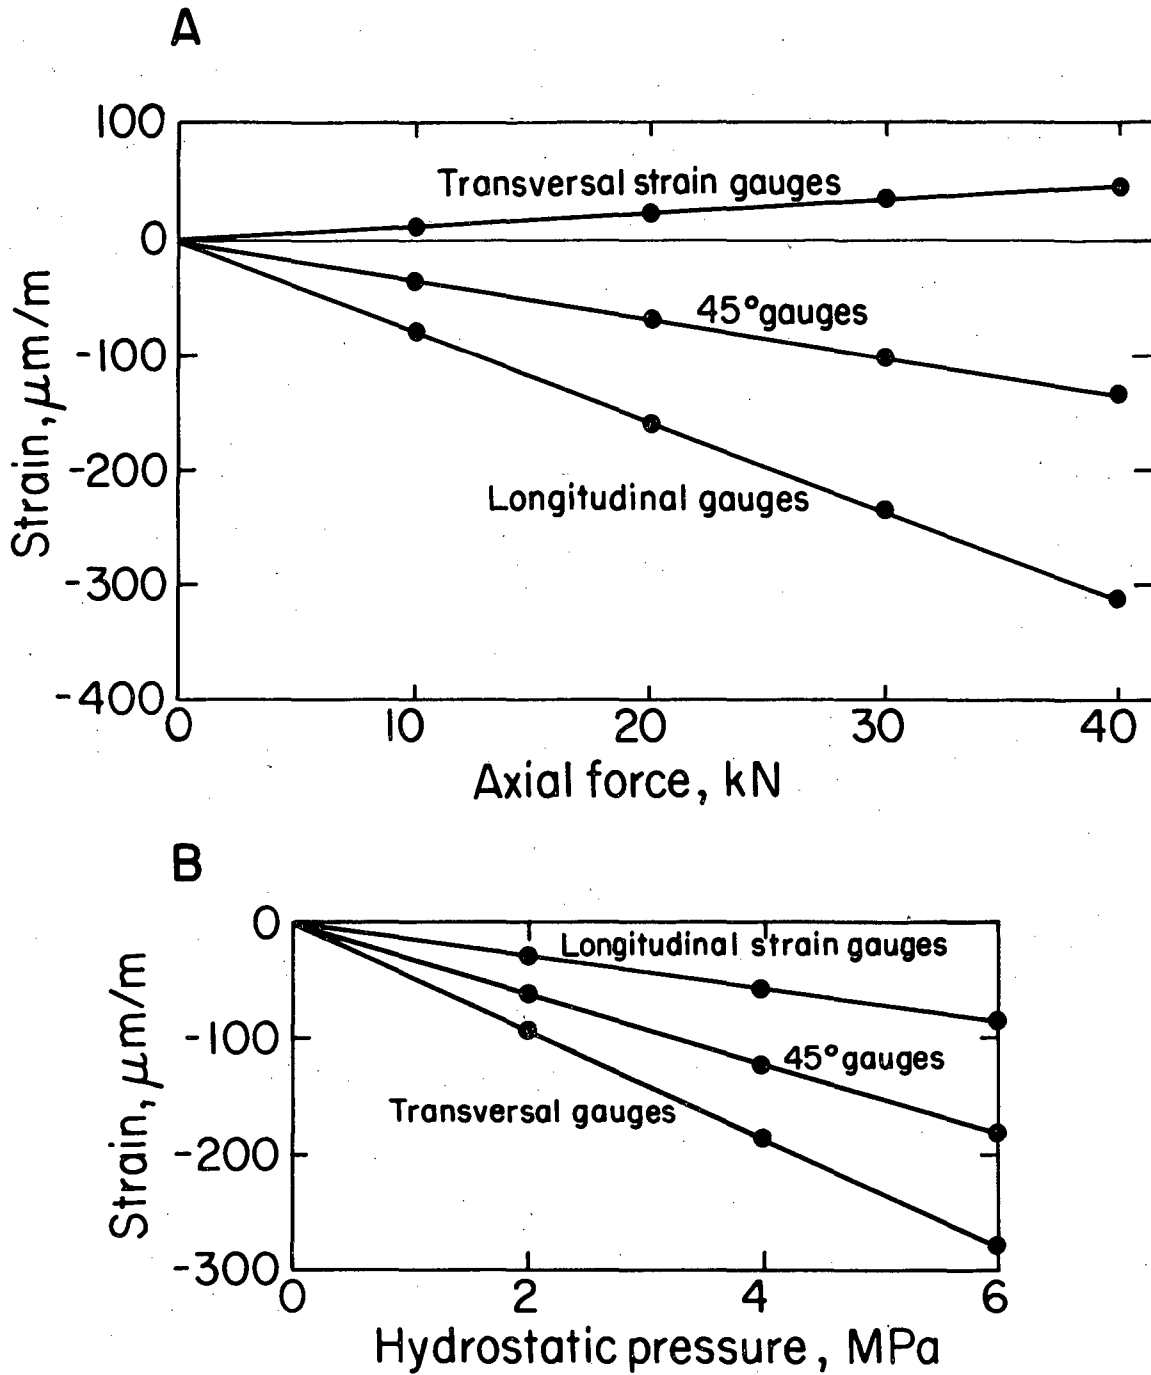 A
100
Transversal strain gauges
0
45°gauges
-100
-200
Longitudinal gauges
-300
-400
0 10 20 30 40
Strain, μm/m
Axial force, kN
B
0
Longitudinal strain gauges
-100
45°gauges
Transversal gauges
-200
-300
0 2 4 6
Strain, μm/m
Hydrostatic pressure, MPa